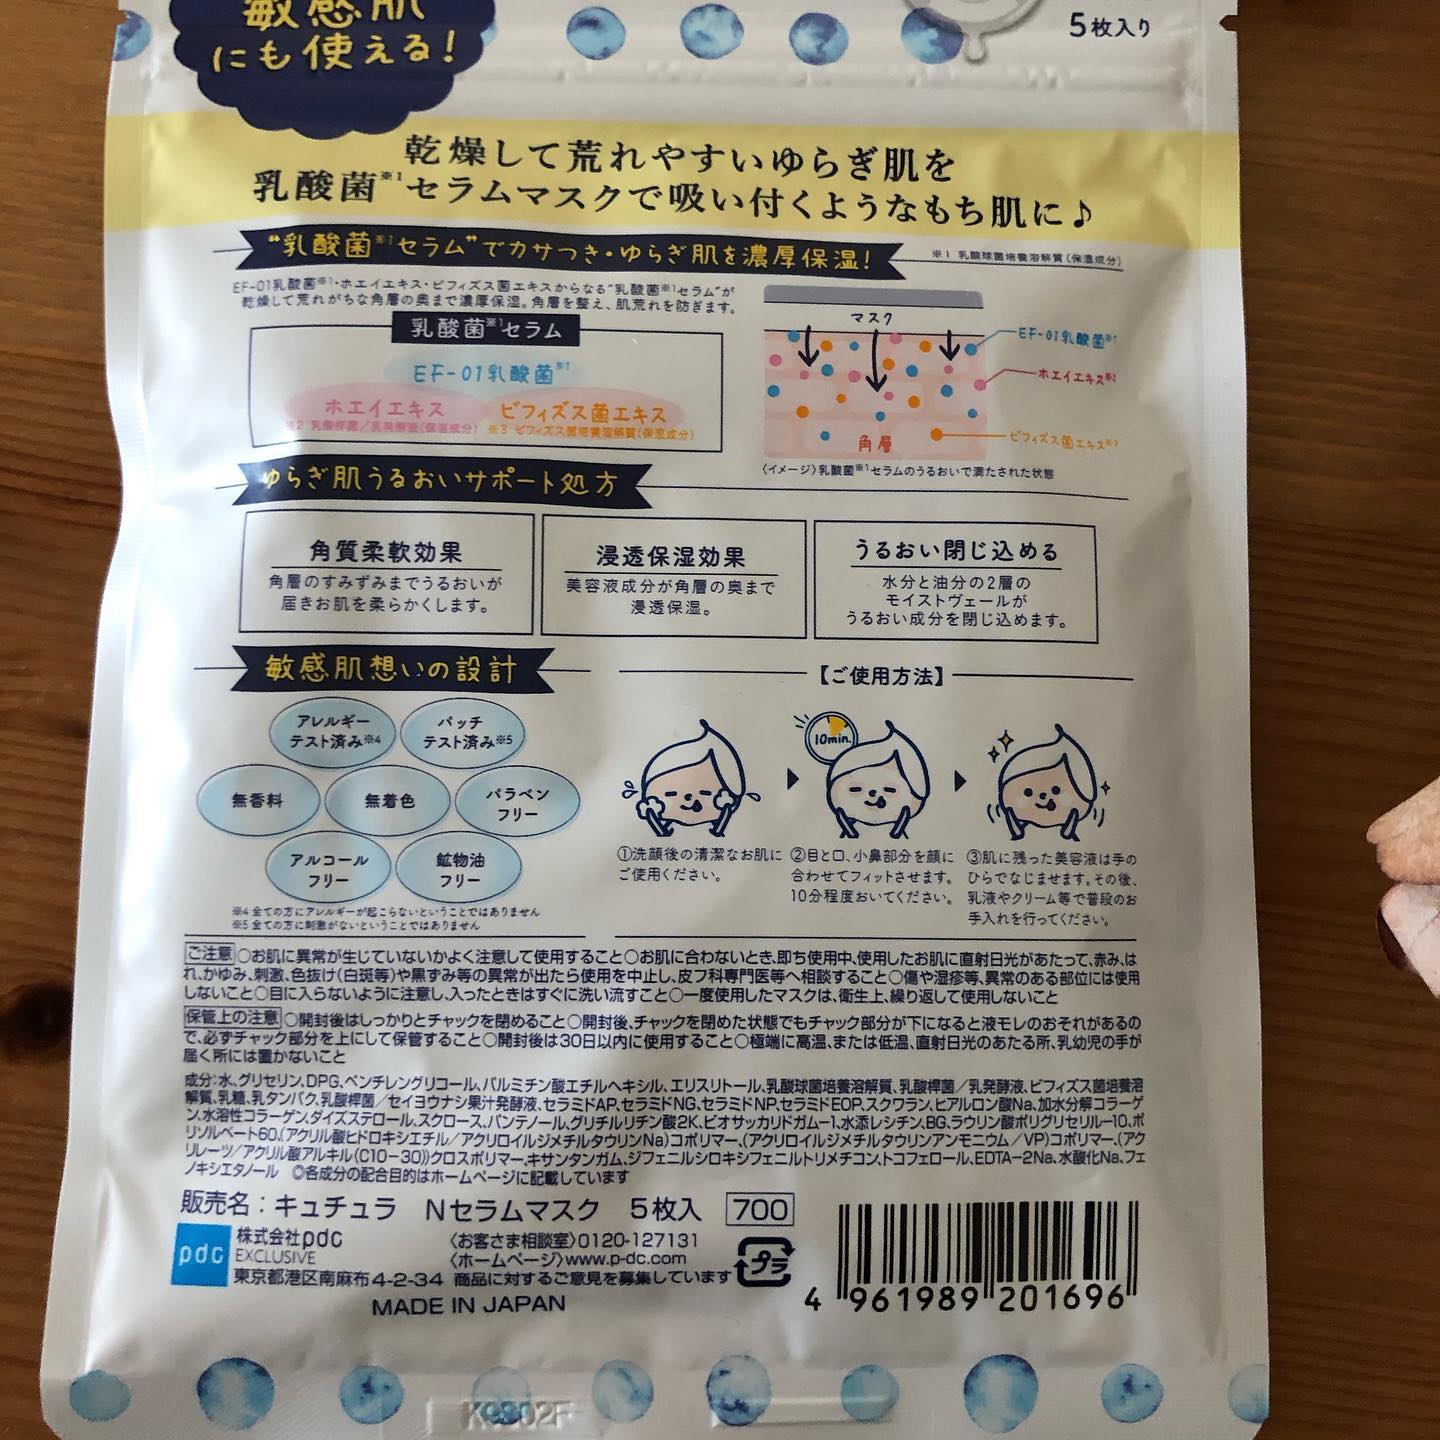 敏感肌
にも使える!
5枚入り
乾燥して荒れやすいゆらぎ肌を
乳酸菌※1セラムマスクで吸い付くようなもち肌に♪
"乳酸菌※1セラム"でカサつき・ゆらぎ肌を濃厚保湿!
※1 乳酸球菌培養溶解質(保湿成分)
EF-01乳酸菌※1・ホエイエキス・ビフィズス菌エキスからなる"乳酸菌※1セラム"が
乾燥して荒れがちな角層の奥まで濃厚保湿。角層を整え、肌荒れを防ぎます。
乳酸菌※1セラム
EF-01乳酸菌※1
ホエイエキス ビフィズス菌エキス
※2 乳酸桿菌/乳発酵液(保湿成分) ※3 ビフィズス菌培養溶解質(保湿成分)
マスク
EF-01乳酸菌※1
ホエイエキス※2
ビフィズス菌エキス※3
角層
〈イメージ〉乳酸菌※1セラムのうるおいで満たされた状態
ゆらぎ肌うるおいサポート処方
角質柔軟効果
角層のすみずみまでうるおいが
届きお肌を柔らかくします。
浸透保湿効果
美容液成分が角層の奥まで
浸透保湿。
うるおい閉じ込める
水分と油分の2層の
モイストヴェールが
うるおい成分を閉じ込めます。
敏感肌想いの設計
アレルギー
テスト済み※4
パッチ
テスト済み※5
無香料
無着色
パラベン
フリー
アルコール
フリー
鉱物油
フリー
※4 全ての方にアレルギーが起こらないということではありません
※5 全ての方に刺激がないということではありません
【ご使用方法】
10min.
①洗顔後の清潔なお肌に
ご使用ください。
②目と口、小鼻部分を顔に
合わせてフィットさせます。
10分程度おいてください。
③肌に残った美容液は手の
ひらでなじませます。その後、
乳液やクリーム等で普段のお
手入れを行ってください。
ご注意 ○お肌に異常が生じていないかよく注意して使用すること○お肌に合わないとき、即ち使用中、使用したお肌に直射日光があたって、赤み、は
れ、かゆみ、刺激、色抜け(白斑等)や黒ずみ等の異常が出たら使用を中止し、皮フ科専門医等へ相談すること○傷や湿疹等、異常のある部位には使用
しないこと○目に入らないように注意し、入ったときはすぐに洗い流すこと○一度使用したマスクは、衛生上、繰り返して使用しないこと
保管上の注意 ○開封後はしっかりとチャックを閉めること○開封後、チャックを閉めた状態でもチャック部分が下になると液モレのおそれがあるの
で、必ずチャック部分を上にして保管すること○開封後は30日以内に使用すること○極端に高温、または低温、直射日光のあたる所、乳幼児の手が
届く所には置かないこと
成分:水、グリセリン、DPG、ペンチレングリコール、パルミチン酸エチルヘキシル、エリスリトール、乳酸球菌培養溶解質、乳酸桿菌/乳発酵液、ビフィズス菌培養溶
解質、乳糖、乳タンパク、乳酸桿菌/セイヨウナシ果汁発酵液、セラミドAP、セラミドNG、セラミドNP、セラミドEOP、スクワラン、ヒアルロン酸Na、加水分解コラーゲ
ン、水溶性コラーゲン、ダイズステロール、スクロース、パンテノール、グリチルリチン酸2K、ビオサッカリドガム-1、水添レシチン、BG、ラウリン酸ポリグリセリル-10、ポ
リソルベート60、(アクリル酸ヒドロキシエチル/アクリロイルジメチルタウリンNa)コポリマー、(アクリロイルジメチルタウリンアンモニウム/VP)コポリマー、(アク
リレーツ/アクリル酸アルキル(C10-30))クロスポリマー、キサンタンガム、ジフェニルシロキシフェニルトリメチコン、トコフェロール、EDTA-2Na、水酸化Na、フェ
ノキシエタノール ◎各成分の配合目的はホームページに記載しています
販売名:キュチュラ Nセラムマスク 5枚入 700
pdc
株式会社pdc 〈お客さま相談室〉0120-127131
EXCLUSIVE 〈ホームページ〉www.p-dc.com
東京都港区南麻布4-2-34 商品に対するご意見を募集しています
プラ
MADE IN JAPAN
4 961989 201696